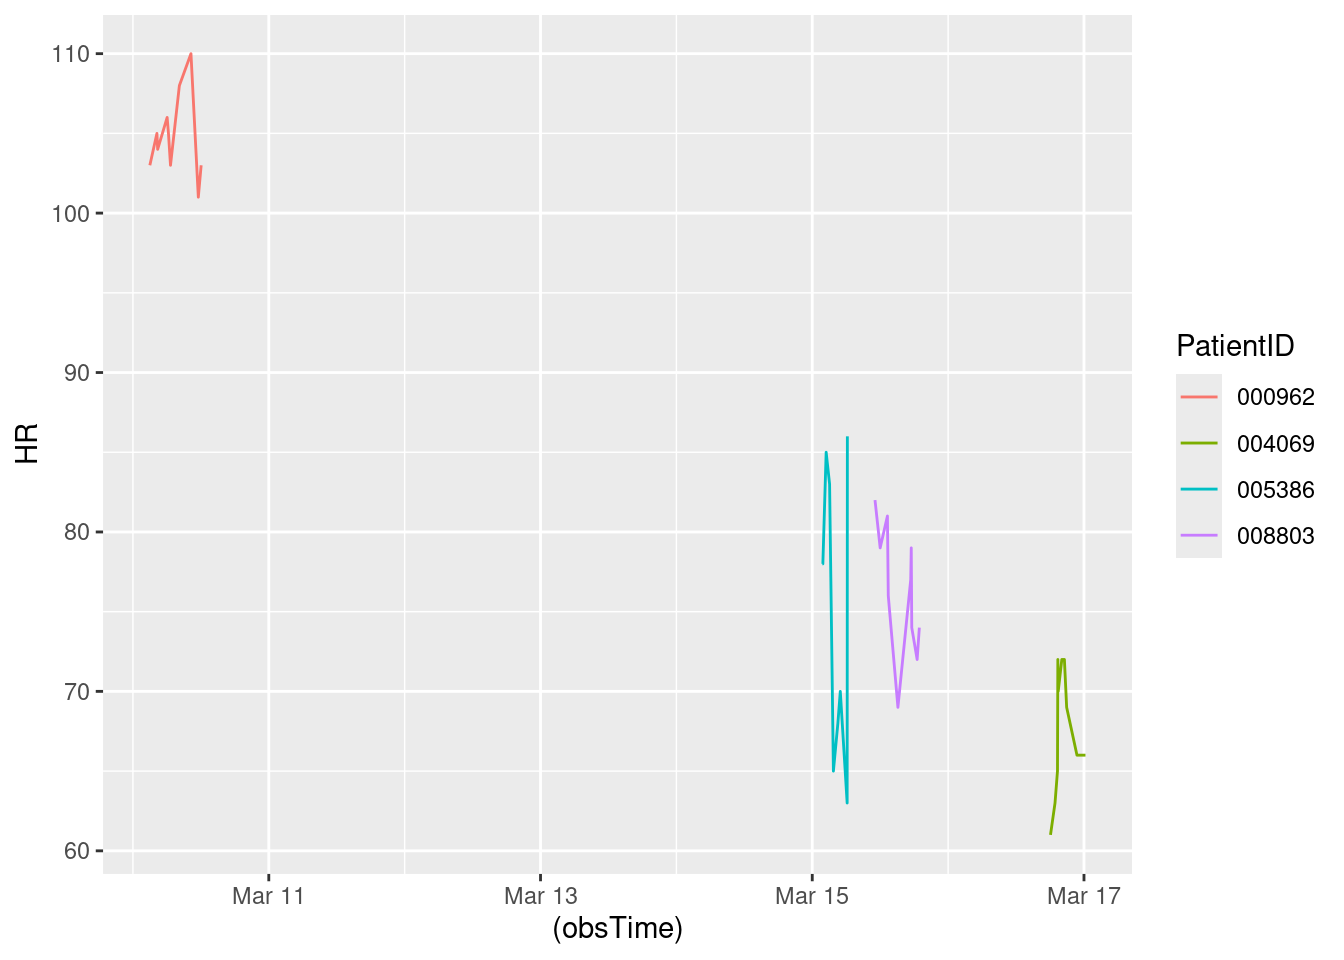 110
100
90
80
70
60
HR
Mar 11
Mar 13
Mar 15
Mar 17
(obsTime)
PatientID
000962
004069
005386
008803